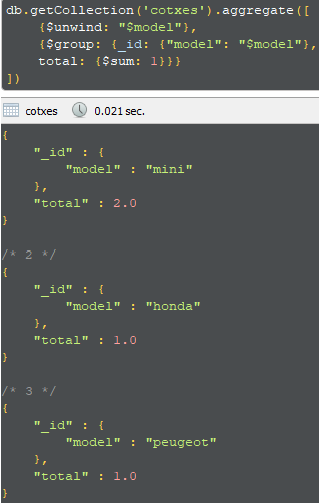 db.getCollection('cotxes').aggregate([
    {$unwind: "$model"},
    {$group: {_id: {"model": "$model"},
    total: {$sum: 1}}}
])
cotxes 0.021 sec.
{
    "_id" : {
        "model" : "mini"
    },
    "total" : 2.0
}
/* 2 */
{
    "_id" : {
        "model" : "honda"
    },
    "total" : 1.0
}
/* 3 */
{
    "_id" : {
        "model" : "peugeot"
    },
    "total" : 1.0
}